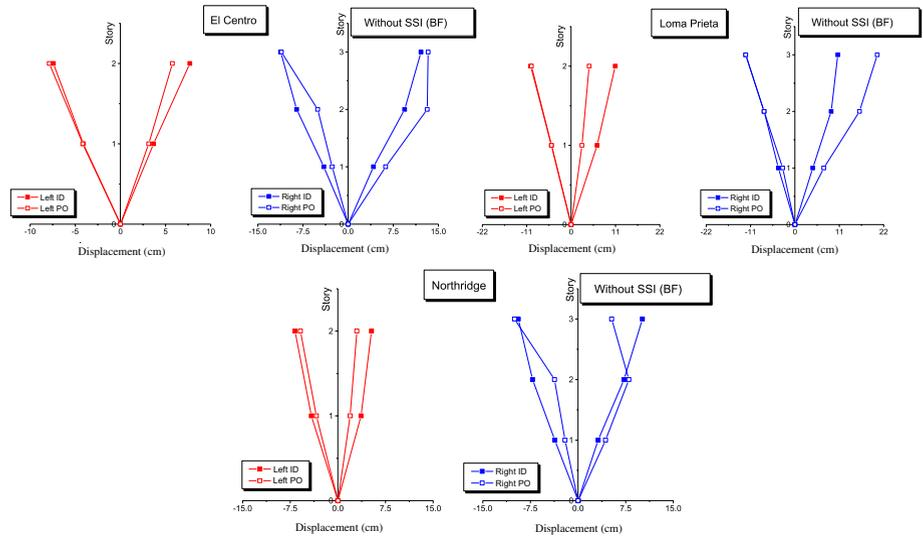 El Centro
Without SSI (BF)
Story
2
1
0
Left ID
Left PO
-10 -5 0 5 10
Displacement (cm)
Story
3
2
1
0
Right ID
Right PO
-15.0 -7.5 0 7.5 15.0
Displacement (cm)
Loma Prieta
Without SSI (BF)
Story
2
1
0
Left ID
Left PO
-22 -11 0 11 22
Displacement (cm)
Story
3
2
1
0
Right ID
Right PO
-22 -11 0 11 22
Displacement (cm)
Northridge
Without SSI (BF)
Story
2
1
0
Left ID
Left PO
-15.0 -7.5 0.0 7.5 15.0
Displacement (cm)
Story
3
2
1
0
Right ID
Right PO
-15.0 -7.5 0.0 7.5 15.0
Displacement (cm)